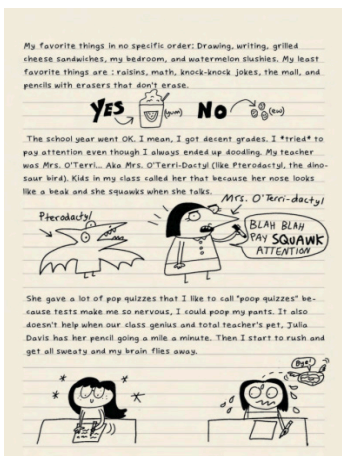 My favorite things in no specific order: Drawing, writing, grilled
cheese sandwiches, my bedroom, and watermelon slushies. My least
favorite things are : raisins, math, knock-knock jokes, the mall, and
pencils with erasers that don't erase.
YES (yum) NO (ew)
The school year went OK. I mean, I got decent grades. I *tried* to
pay attention even though I always ended up doodling. My teacher
was Mrs. O'Terri... Aka Mrs. O'Terri-Dactyl (like Pterodactyl, the dino-
saur bird). Kids in my class called her that because her nose looks
like a beak and she squawks when she talks.
Mrs. O'Terri-dactyl
Pterodactyl
BLAH BLAH
PAY SQUAWK
ATTENTION
She gave a lot of pop quizzes that I like to call "poop quizzes" be-
cause tests make me so nervous, I could poop my pants. It also
doesn't help when our class genius and total teacher's pet, Julia
Davis has her pencil going a mile a minute. Then I start to rush and
get all sweaty and my brain flies away.
Bye!